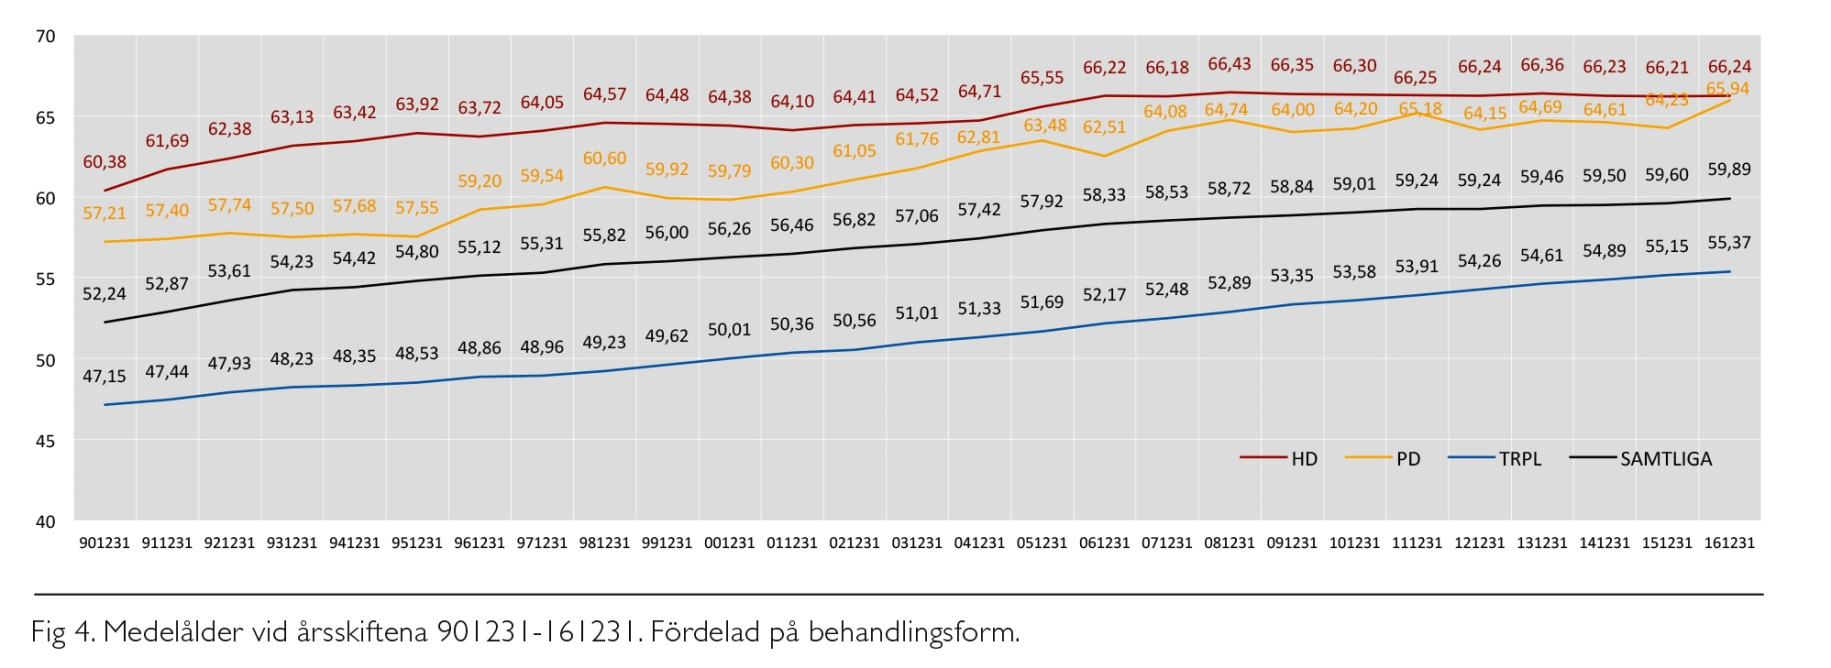 70
66,22 66,18 66,43 66,35 66,30 66,25 66,24 66,36 66,23 66,21 66,24
63,13 63,42 63,92 63,72 64,05 64,57 64,48 64,38 64,10 64,41 64,52 64,71 65,55
60,38 61,69 62,38
65
64,08 64,74 64,00 64,20 65,18 64,15 64,69 64,61 64,23 65,94
59,20 59,54 60,60 59,92 59,79 60,30 61,05 61,76 62,81 63,48 62,51
60
57,21 57,40 57,74 57,50 57,68 57,55
52,24 52,87 53,61 54,23 54,42 54,80 55,12 55,31 55,82 56,00 56,26 56,46 56,82 57,06 57,42 57,92 58,33 58,53 58,72 58,84 59,01 59,24 59,24 59,46 59,50 59,60 59,89
55
47,15 47,44 47,93 48,23 48,35 48,53 48,86 48,96 49,23 49,62 50,01 50,36 50,56 51,01 51,33 51,69 52,17 52,48 52,89 53,35 53,58 53,91 54,26 54,61 54,89 55,15 55,37
50
45
HD PD TRPL SAMTLIGA
40
901231 911231 921231 931231 941231 951231 961231 971231 981231 991231 001231 011231 021231 031231 041231 051231 061231 071231 081231 091231 101231 111231 121231 131231 141231 151231 161231
Fig 4. Medelålder vid årsskiftena 901231-161231. Fördelad på behandlingsform.